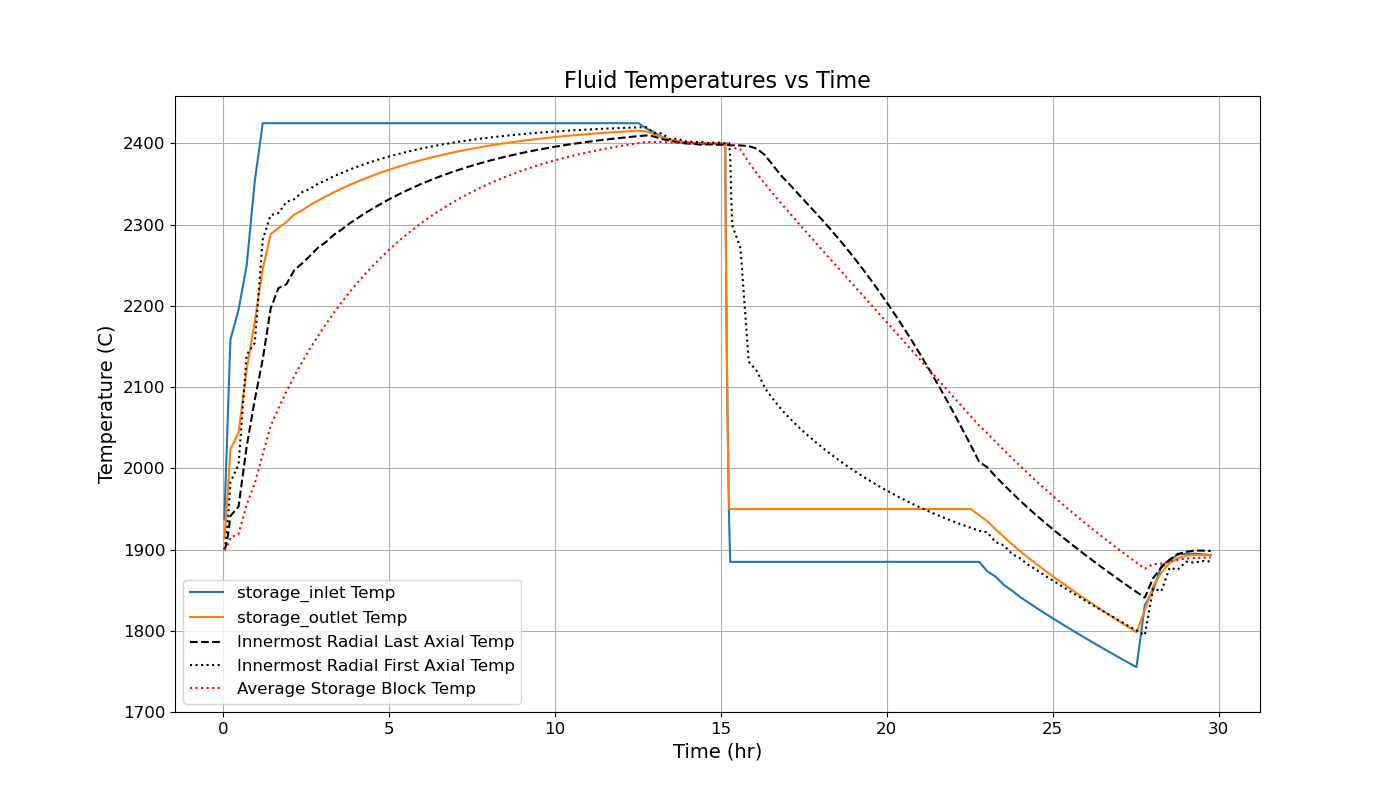 Fluid Temperatures vs Time
Temperature (C)
2400
2300
2200
2100
2000
1900
1800
1700
storage_inlet Temp
storage_outlet Temp
Innermost Radial Last Axial Temp
Innermost Radial First Axial Temp
Average Storage Block Temp
0 5 10 15 20 25 30
Time (hr)